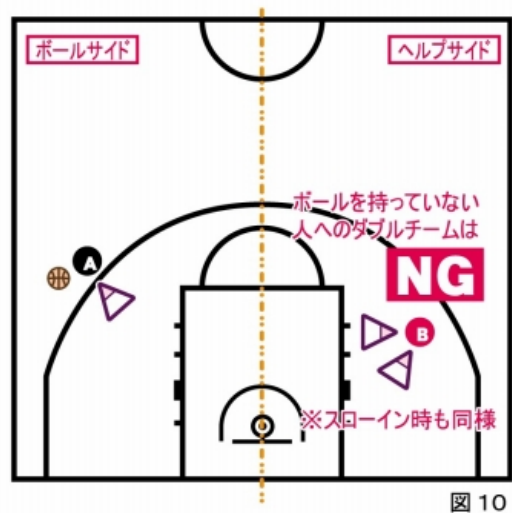 ボールサイド
ヘルプサイド
ボールを持っていない
人へのダブルチームは
NG
A
B
※スローイン時も同様
図10